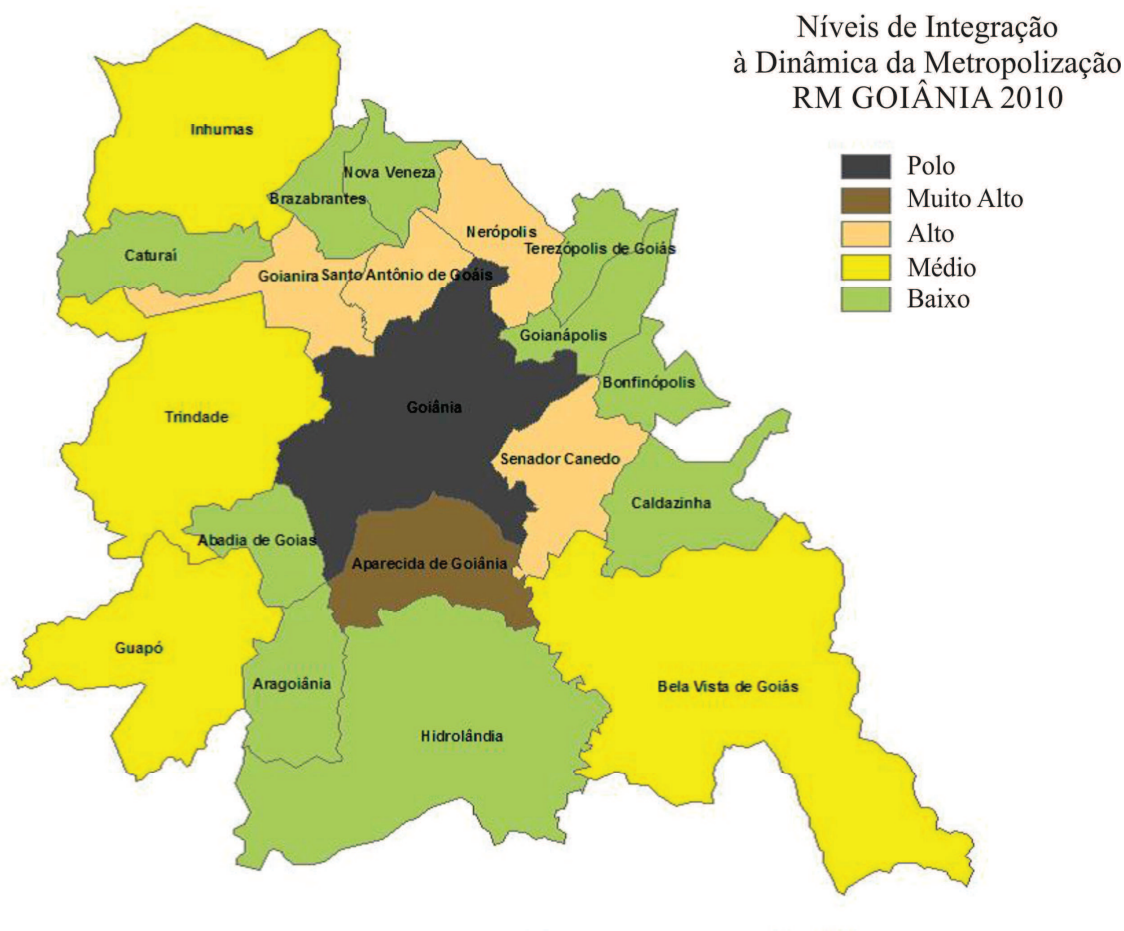 Níveis de Integração
à Dinâmica da Metropolização
RM GOIÂNIA 2010
Polo
Muito Alto
Alto
Médio
Baixo
Inhumas
Nova Veneza
Brazabrantes
Nerópolis
Terezópolis de Goiás
Caturaí
Goianira
Santo Antônio de Goáis
Goianápolis
Bonfinópolis
Goiânia
Trindade
Senador Canedo
Caldazinha
Abadia de Goias
Aparecida de Goiânia
Guapó
Aragoiânia
Bela Vista de Goiás
Hidrolândia